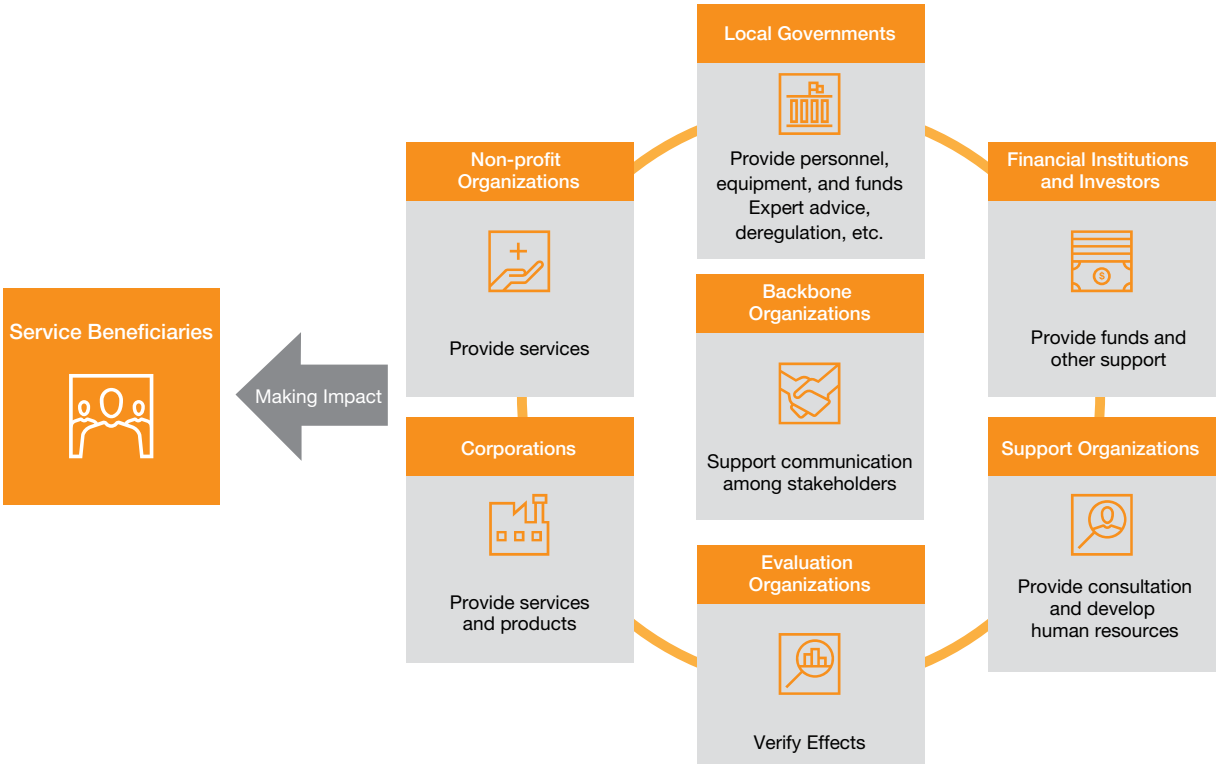 Local Governments
Provide personnel,
equipment, and funds
Expert advice,
deregulation, etc.
Non-profit
Organizations
Provide services
Financial Institutions
and Investors
$
Provide funds and
other support
Service Beneficiaries
Making Impact
Backbone
Organizations
Support communication
among stakeholders
Corporations
Provide services
and products
Support Organizations
Provide consultation
and develop
human resources
Evaluation
Organizations
Verify Effects